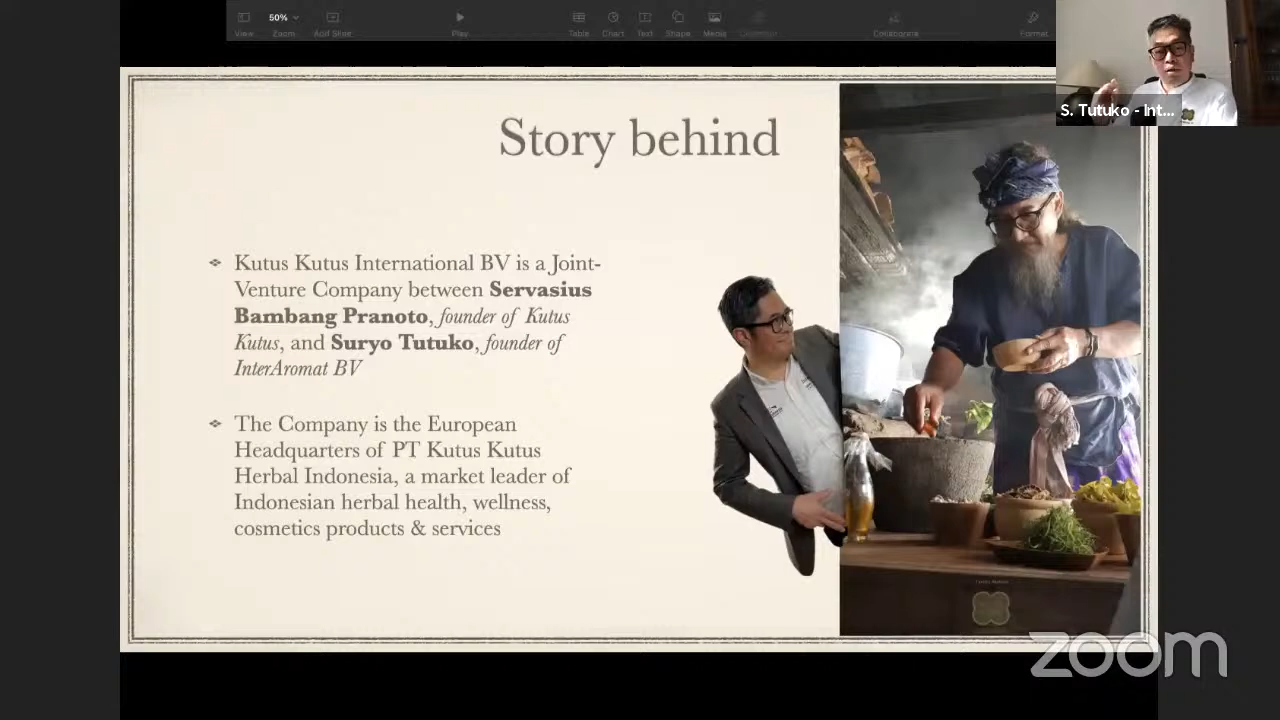 50%
View
Zoom
Add Slide
Play
Table
Chart
Text
Shape
Media
Comment
Collaborate
Format
S. Tutuko - Int...
Story behind
Kutus Kutus International BV is a Joint-
Venture Company between Servasius
Bambang Pranoto, founder of Kutus
Kutus, and Suryo Tutuko, founder of
InterAromat BV
The Company is the European
Headquarters of PT Kutus Kutus
Herbal Indonesia, a market leader of
Indonesian herbal health, wellness,
cosmetics products & services
zoom